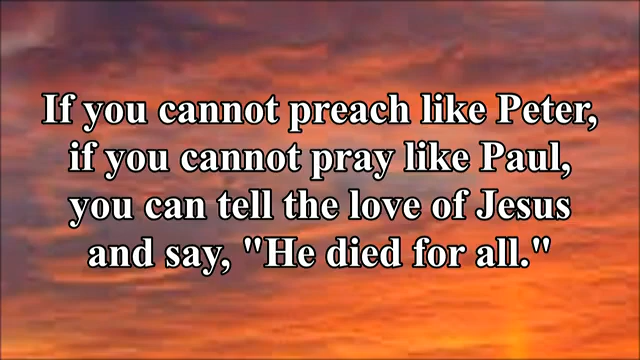 If you cannot preach like Peter,
if you cannot pray like Paul,
you can tell the love of Jesus
and say, "He died for all."